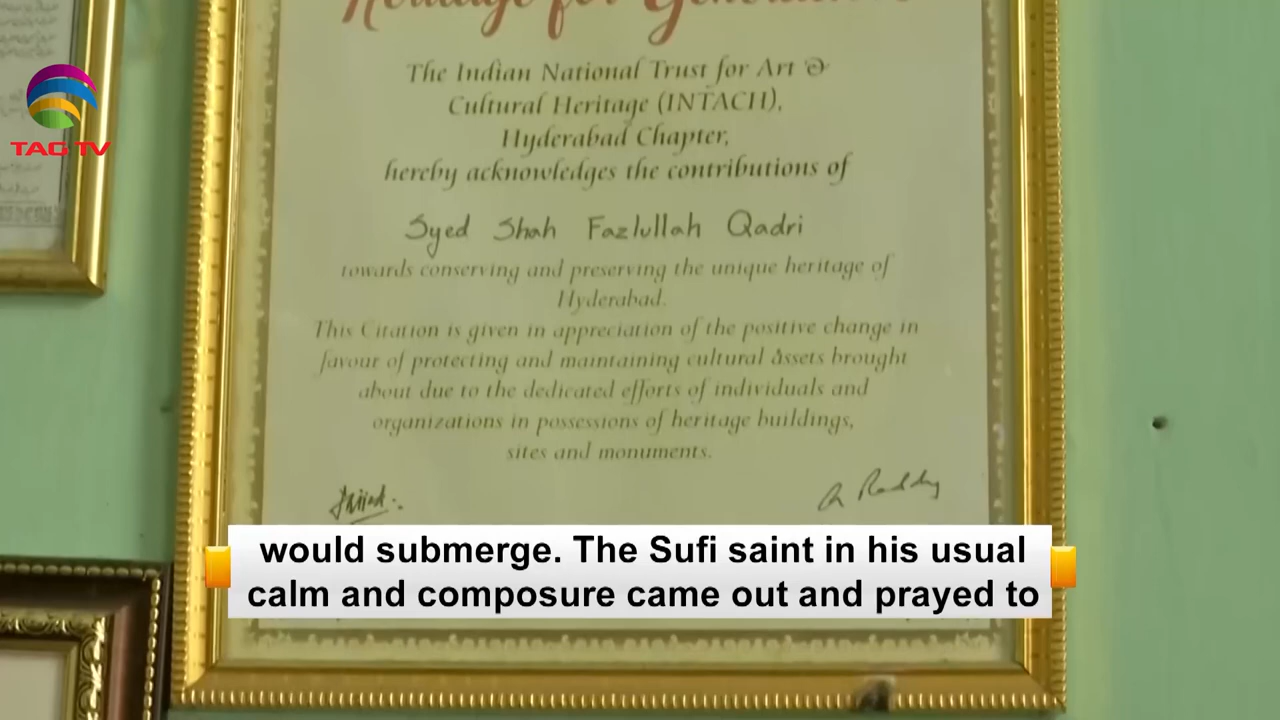 Heritage for Generations
The Indian National Trust for Art &
Cultural Heritage (INTACH),
Hyderabad Chapter,
hereby acknowledges the contributions of
Syed Shah Fazlullah Qadri
towards conserving and preserving the unique heritage of
Hyderabad.
This Citation is given in appreciation of the positive change in
favour of protecting and maintaining cultural assets brought
about due to the dedicated efforts of individuals and
organizations in possessions of heritage buildings,
sites and monuments.
TAG TV
would submerge. The Sufi saint in his usual
calm and composure came out and prayed to